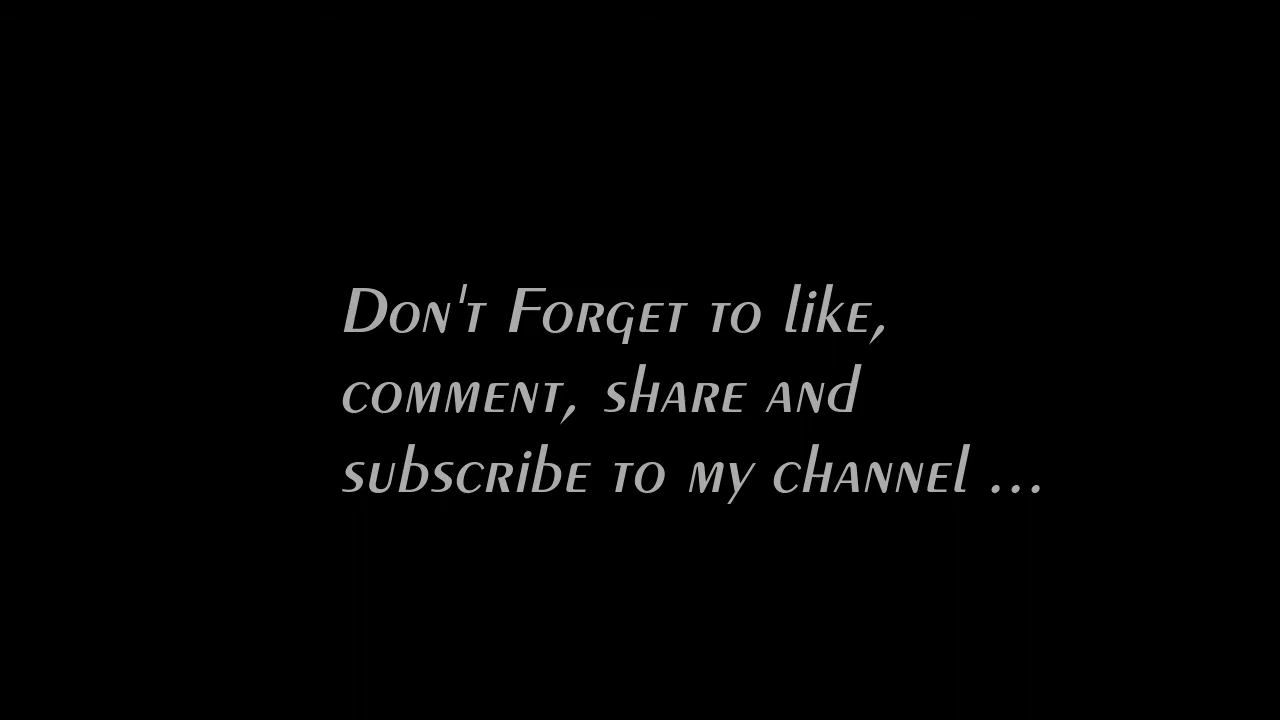 Don't Forget to like,
comment, share and
subscribe to my channel ...